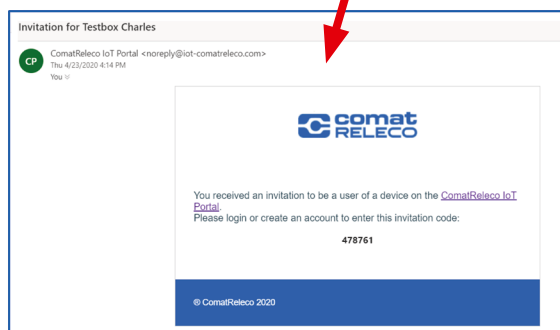 Invitation for Testbox Charles
CP
ComatReleco IoT Portal <noreply@iot-comatreleco.com>
Thu 4/23/2020 4:14 PM
You
comat
RELECO
You received an invitation to be a user of a device on the ComatReleco IoT
Portal.
Please login or create an account to enter this invitation code:
478761
® ComatReleco 2020